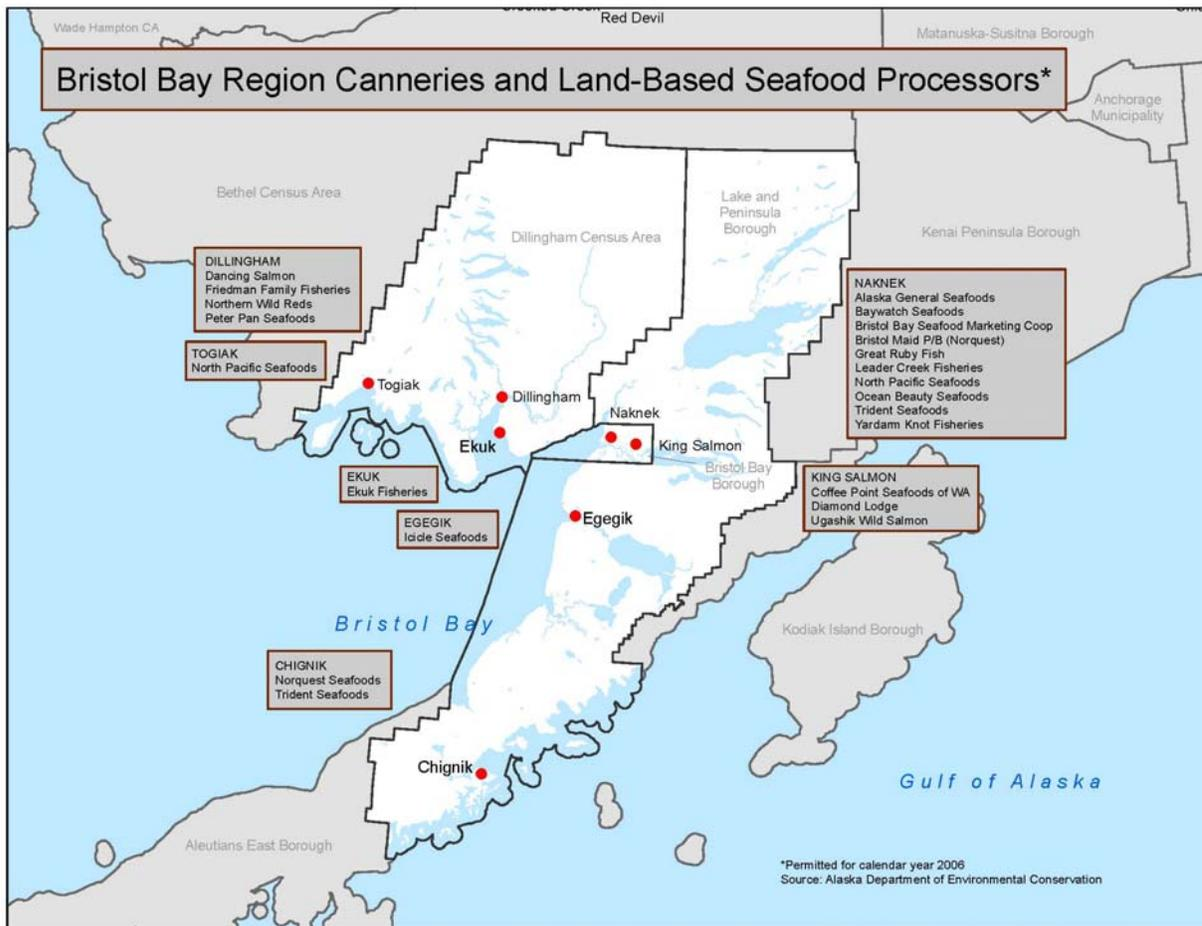 Wade Hampton CA
Red Devil
Matanuska-Susitna Borough
Bristol Bay Region Canneries and Land-Based Seafood Processors*
Anchorage
Municipality
Bethel Census Area
Lake and
Peninsula
Borough
Dillingham Census Area
Kenai Peninsula Borough
DILLINGHAM
Dancing Salmon
Friedman Family Fisheries
Northern Wild Reds
Peter Pan Seafoods
NAKNEK
Alaska General Seafoods
Baywatch Seafoods
Bristol Bay Seafood Marketing Coop
Bristol Maid P/B (Norquest)
Great Ruby Fish
Leader Creek Fisheries
North Pacific Seafoods
Ocean Beauty Seafoods
Trident Seafoods
Yardarm Knot Fisheries
TOGIAK
North Pacific Seafoods
Togiak
Dillingham
Naknek
Ekuk
King Salmon
Bristol Bay
Borough
EKUK
Ekuk Fisheries
KING SALMON
Coffee Point Seafoods of WA
Diamond Lodge
Ugashik Wild Salmon
EGEGIK
Icicle Seafoods
Egegik
Bristol Bay
Kodiak Island Borough
CHIGNIK
Norquest Seafoods
Trident Seafoods
Chignik
Gulf of Alaska
Aleutians East Borough
*Permitted for calendar year 2006
Source: Alaska Department of Environmental Conservation